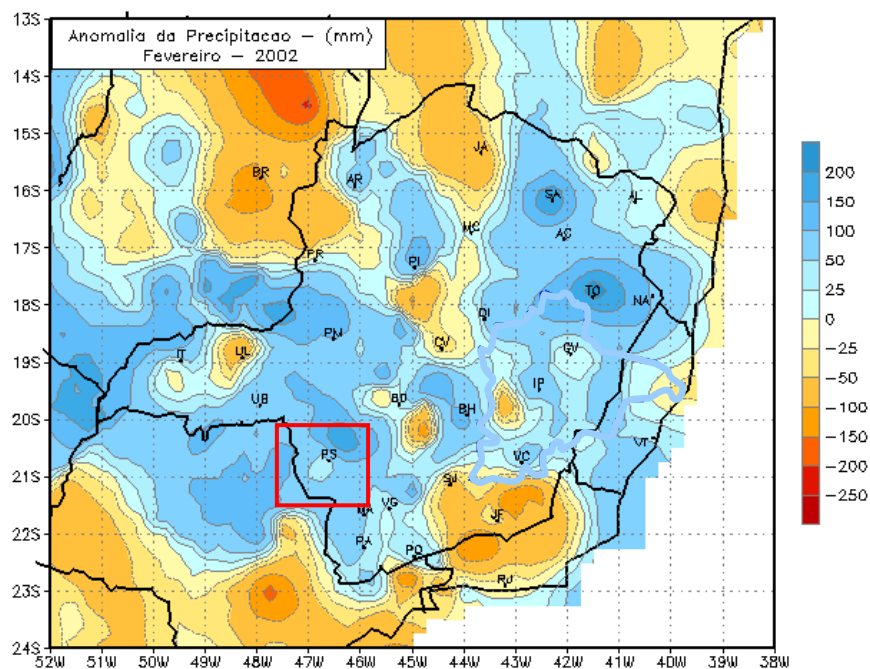 Anomalia da Precipitacao – (mm)
Fevereiro – 2002
13S
14S
15S
16S
17S
18S
19S
20S
21S
22S
23S
24S
52W 51W 50W 49W 48W 47W 46W 45W 44W 43W 42W 41W 40W 39W 38W
JA
BR
AR
SA
AL
MC
AC
PR
PI
TO
NA
DI
PM
CV
GV
IT
UL
IP
UB
BD
BH
VT
PS
VC
SJ
MA
VG
JF
PA
PQ
RJ
200
150
100
50
25
0
−25
−50
−100
−150
−200
−250